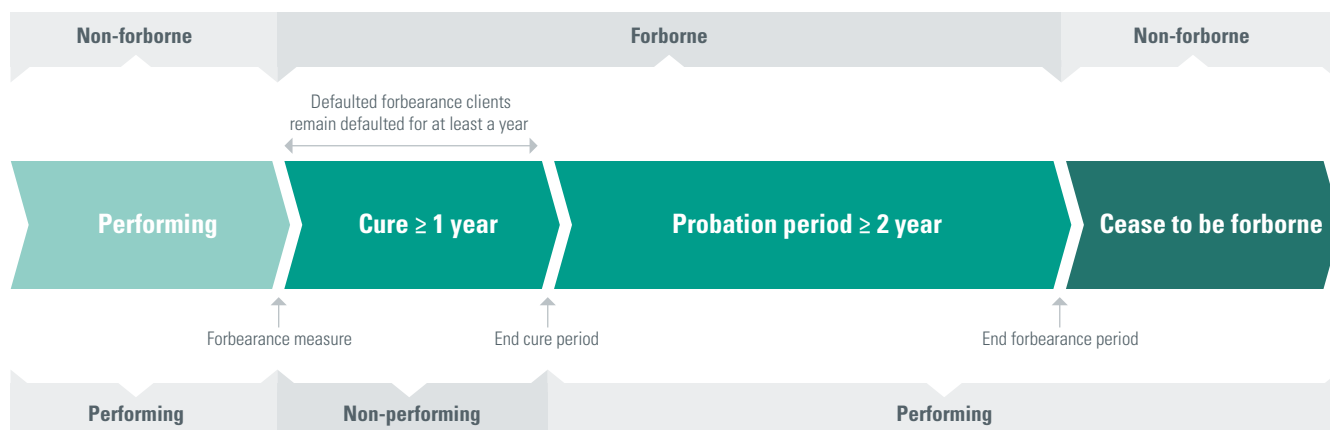 Non-forborne
Forborne
Non-forborne
Defaulted forbearance clients
remain defaulted for at least a year
Performing
Cure ≥ 1 year
Probation period ≥ 2 year
Cease to be forborne
Forbearance measure
End cure period
End forbearance period
Performing
Non-performing
Performing